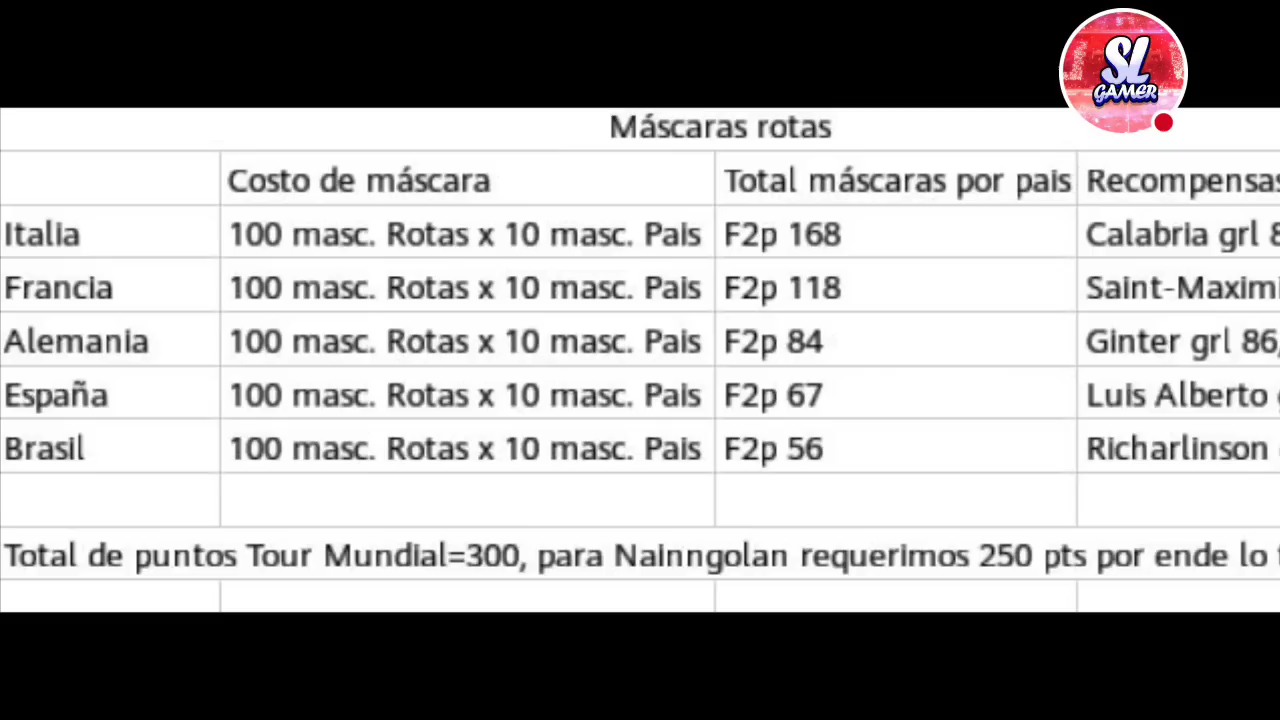 SL
GAMER
Máscaras rotas
Costo de máscara Total máscaras por pais Recompensas
Italia 100 masc. Rotas x 10 masc. Pais F2p 168 Calabria grl
Francia 100 masc. Rotas x 10 masc. Pais F2p 118
Alemania 100 masc. Rotas x 10 masc. Pais F2p 84 Ginter grl 86,
España 100 masc. Rotas x 10 masc. Pais F2p 67 Luis Alberto
Brasil 100 masc. Rotas x 10 masc. Pais F2p 56 Richarlinson
Total de puntos Tour Mundial=300, para Nainngolan requerimos 250 pts por ende lo